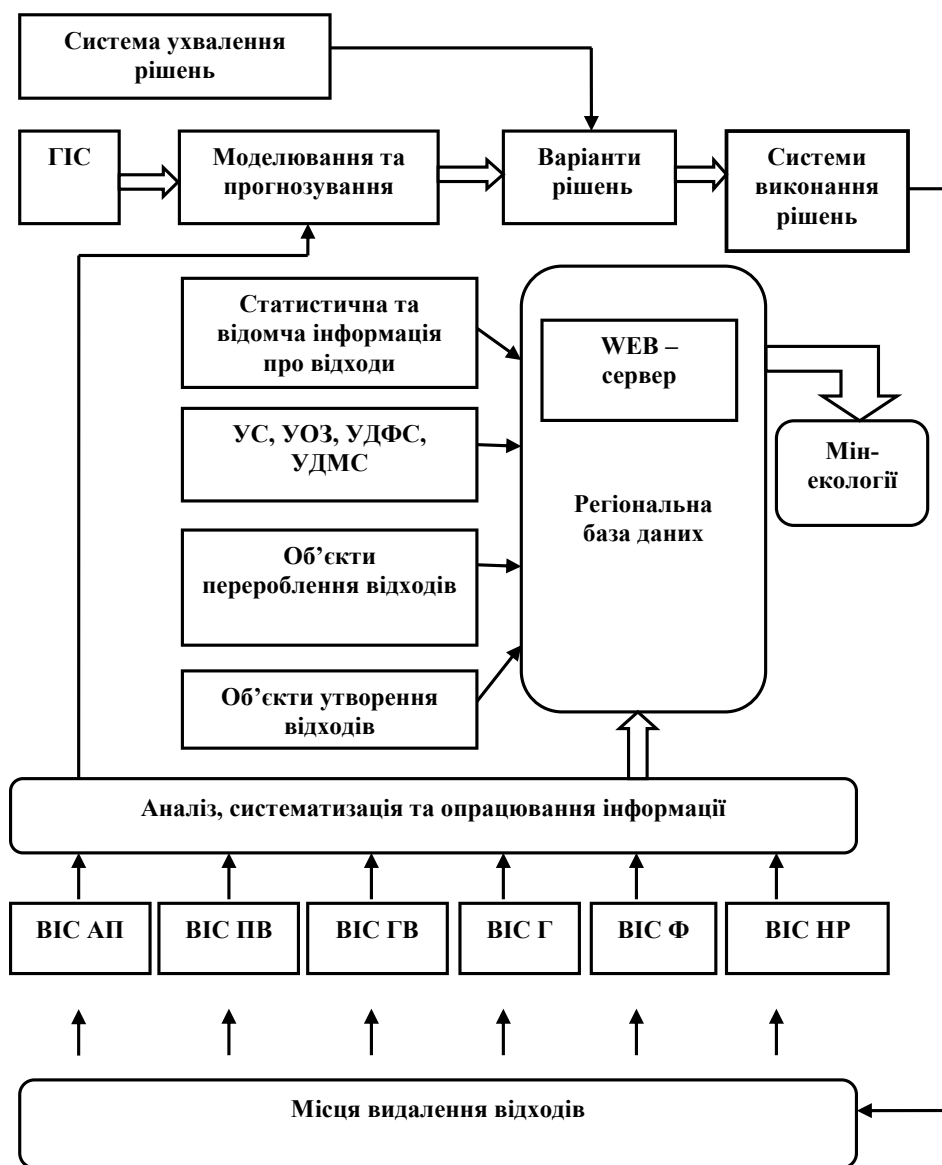 Система ухвалення
рішень
ГІС
Моделювання та
прогнозування
Варіанти
рішень
Системи
виконання
рішень
Статистична та
відомча інформація
про відходи
WEB –
сервер
УС, УОЗ, УДФС,
УДМС
Мін-
екології
Регіональна
база даних
Об’єкти
перероблення відходів
Об’єкти утворення
відходів
Аналіз, систематизація та опрацювання інформації
ВІС АП
ВІС ПВ
ВІС ГВ
ВІС Г
ВІС Ф
ВІС НР
Місця видалення відходів